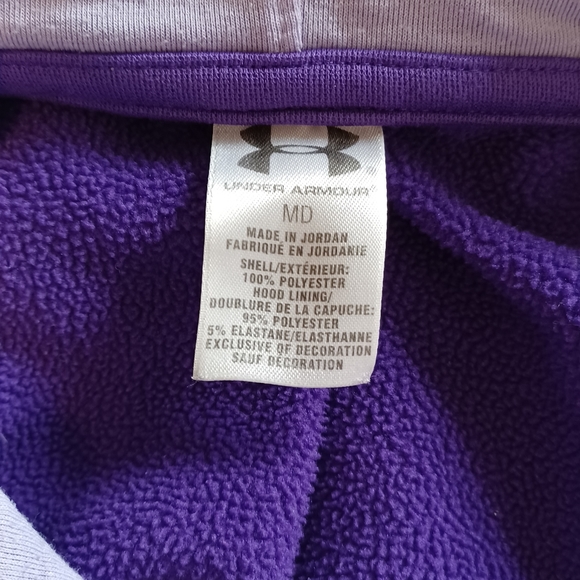 UNDER ARMOUR
MD
MADE IN JORDAN
FABRIQUÉ EN JORDANIE
SHELL/EXTÉRIEUR:
100% POLYESTER
HOOD LINING/
DOUBLURE DE LA CAPUCHE:
95% POLYESTER
5% ELASTANE/ELASTHANNE
EXCLUSIVE OF DECORATION
SAUF DÉCORATION